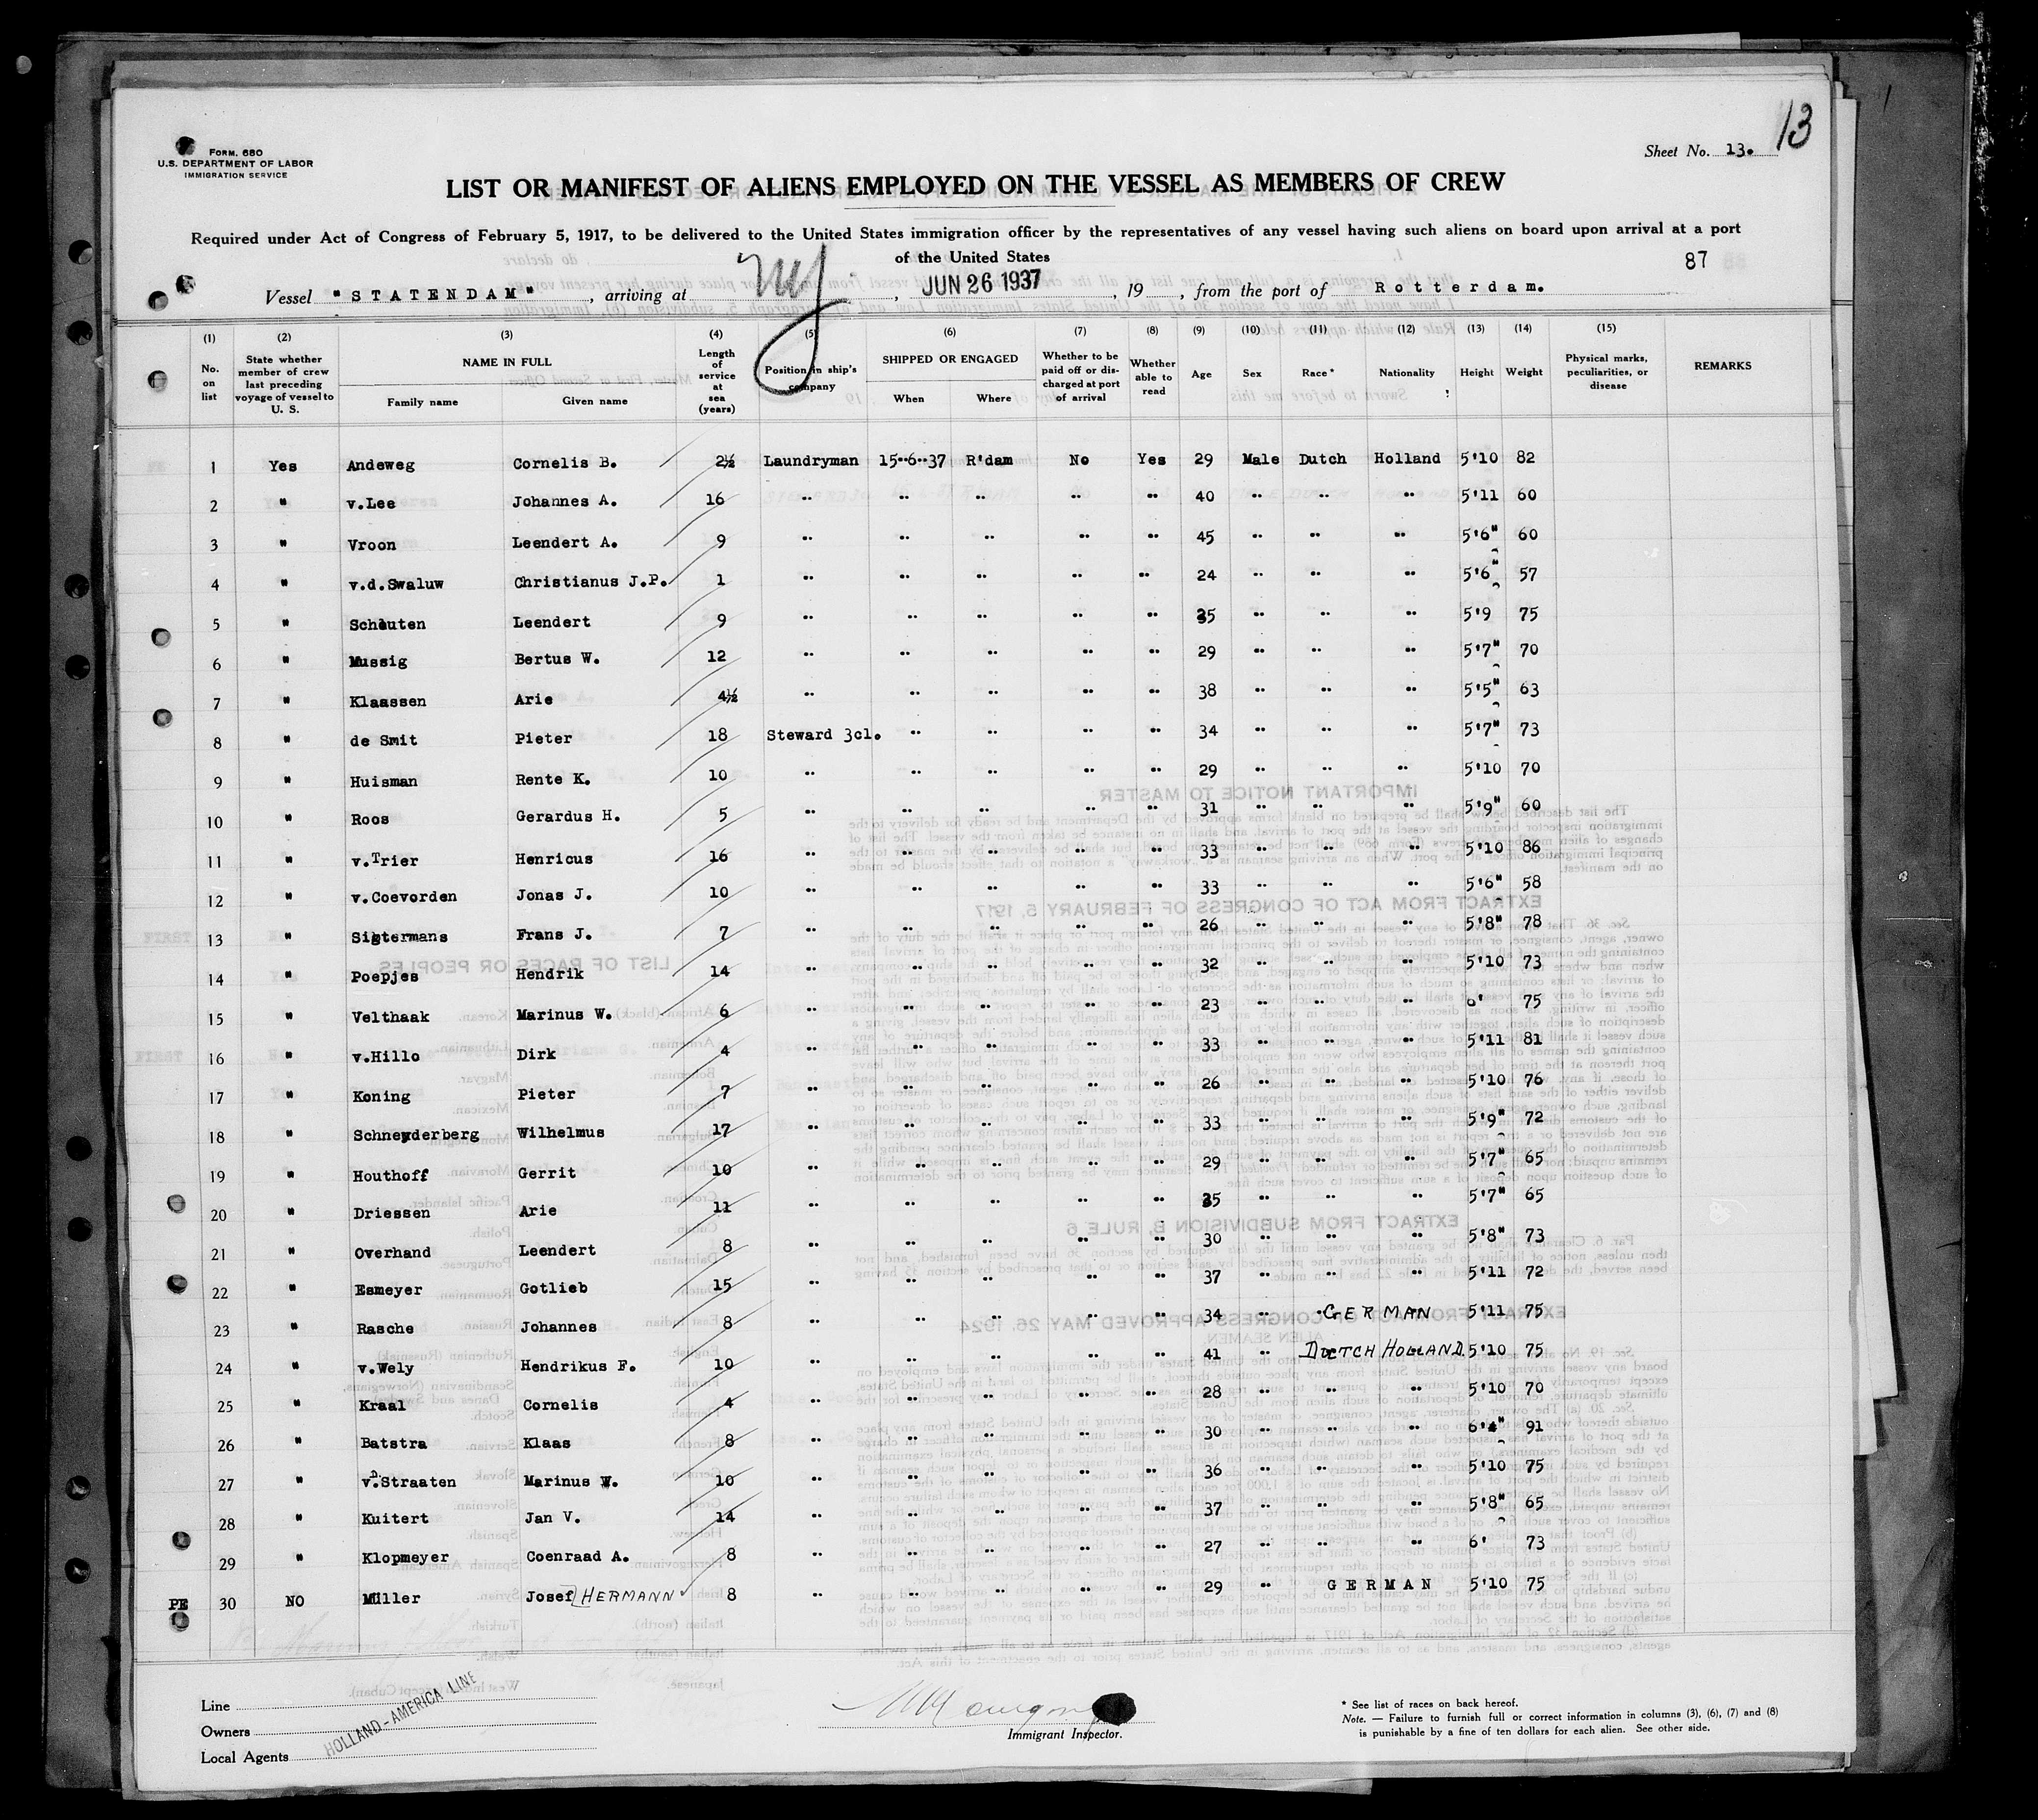 13
FORM. 680
U.S. DEPARTMENT OF LABOR
IMMIGRATION SERVICE
Sheet No. 13.
LIST OR MANIFEST OF ALIENS EMPLOYED ON THE VESSEL AS MEMBERS OF CREW
Required under Act of Congress of February 5, 1917, to be delivered to the United States immigration officer by the representatives of any vessel having such aliens on board upon arrival at a port
of the United States
87
Vessel "STATENDAM", arriving at NY, JUN 26 1937, 19, from the port of Rotterdam.
(1) (2) (3) (4) (5) (6) (7) (8) (9) (10) (11) (12) (13) (14) (15)
No. on list State whether member of crew last preceding voyage of vessel to U. S. NAME IN FULL Family name Given name Length of service at sea (years) Position in ship's company SHIPPED OR ENGAGED When Where Whether to be paid off or discharged at port of arrival Whether able to read Age Sex Race* Nationality Height Weight Physical marks, peculiarities, or disease REMARKS
1 Yes Andeweg Cornelis B. 2½ Laundryman 15-6-37 R'dam No Yes 29 Male Dutch Holland 5'10 82
2 " v.Lee Johannes A. 16 " " " " " 40 " " " 5'11 60
3 " Vroon Leendert A. 9 " " " " " 45 " " " 5'6" 60
4 " v.d.Swaluw Christianus J.P. 1 " " " " " 24 " " " 5'6" 57
5 " Schouten Leendert 9 " " " " " 35 " " " 5'9 75
6 " Mussig Bertus W. 12 " " " " " 29 " " " 5'7" 70
7 " Klaassen Arie 4½ " " " " " 38 " " " 5'5" 63
8 " de Smit Pieter 18 Steward 3cl. " " " " 34 " " " 5'7" 73
9 " Huisman Rente K. 10 " " " " " 29 " " " 5'10 70
10 " Roos Gerardus H. 5 " " " " " 31 " " " 5'9" 60
11 " v.Trier Henricus 16 " " " " " 33 " " " 5'10 86
12 " v.Coevorden Jonas J. 10 " " " " " 33 " " " 5'6" 58
13 " Sigtermans Frans J. 7 " " " " " 26 " " " 5'8" 78
14 " Poepjes Hendrik 14 " " " " " 32 " " " 5'10 73
15 " Velthaak Marinus W. 6 " " " " " 23 " " " 6' 75
16 " v.Hillo Dirk 4 " " " " " 33 " " " 5'11 81
17 " Koning Pieter 7 " " " " " 26 " " " 5'10 76
18 " Schneyderberg Wilhelmus 17 " " " " " 33 " " " 5'9" 72
19 " Houthoff Gerrit 10 " " " " " 29 " " " 5'7" 65
20 " Driessen Arie 11 " " " " " 35 " " " 5'7" 65
21 " Overhand Leendert 8 " " " " " 30 " " " 5'8" 73
22 " Esmeyer Gotlieb 15 " " " " " 37 " " " 5'11 72
23 " Rasche Johannes 8 " " " " " 34 " GERMAN 5'11 75
24 " v.Wely Hendrikus F. 10 " " " " " 41 " DUTCH HOLLAND 5'10 75
25 " Kraal Cornelis 4 " " " " " 28 " " " 5'10 70
26 " Batstra Klaas 8 " " " " " 30 " " " 6'4" 91
27 " v.D.Straaten Marinus W. 10 " " " " " 36 " " " 5'10 75
28 " Kuitert Jan V. 14 " " " " " 37 " " " 5'8" 65
29 " Klopmeyer Coenraad A. 8 " " " " " 27 " " " 6' 73
PE 30 NO Müller Josef HERMANN 8 " " " " " 29 " GERMAN 5'10 75
Line
Owners
Local Agents
HOLLAND-AMERICA LINE
Immigrant Inspector.
* See list of races on back hereof.
Note. — Failure to furnish full or correct information in columns (3), (6), (7) and (8)
is punishable by a fine of ten dollars for each alien. See other side.